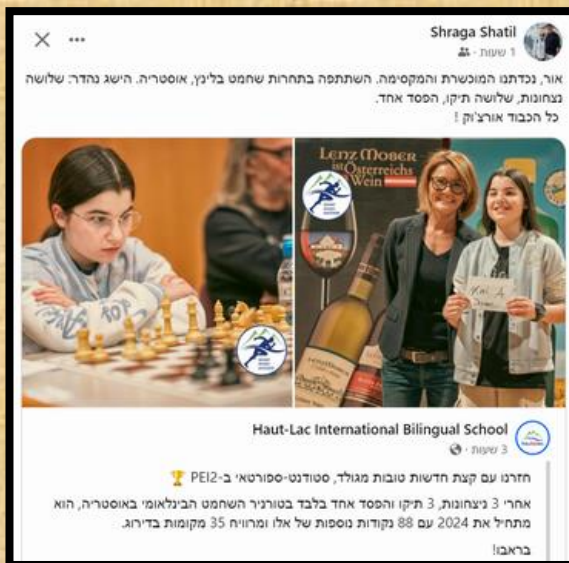 Shraga Shatil
1 שעות
אור, נכדתנו המוכשרת והמקסימה. השתתפה בתחרות שחמט בלינץ, אוסטריה. הישג נהדר: שלושה
נצחונות, שלושה תיקו, הפסד אחד.
כל הכבוד אורצ'וק !
LENZ MOSER
ist Österreichs
Wein
LENZ MOSER
Haut-Lac International Bilingual School
3 שעות
חזרנו עם קצת חדשות טובות מגולד, סטודנט-ספורטאי ב-PEI2 🏆
אחרי 3 ניצחונות, 3 תיקו והפסד אחד בלבד בטורניר השחמט הבינלאומי באוסטריה, הוא
מתחיל את 2024 עם 88 נקודות נוספות של אלו ומרוויח 35 מקומות בדירוג.
בראבו!